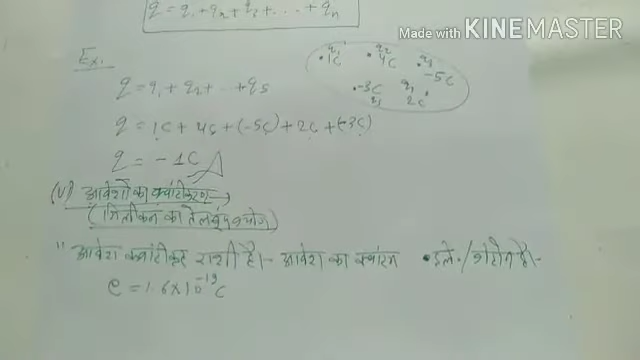 q = q₁ + q₂ + q₃ + ... + qₙ
Made with KINEMASTER
Ex.
q₁ 1C q₂ 4C q₃ -5C
-3C q₅ q₄ 2C
q = q₁ + q₂ + ... + q₅
q = 1C + 4C + (-5C) + 2C + (-3C)
q = -1C
(V) आवेशों का क्वांटीकरण →
(मिलीकन का तेल बूंद प्रयोग)
" आवेश क्वांटीकृत राशी है।- आवेश का क्वांटम • इले./प्रोटॉन है।-
e = 1.6×10⁻¹⁹ C